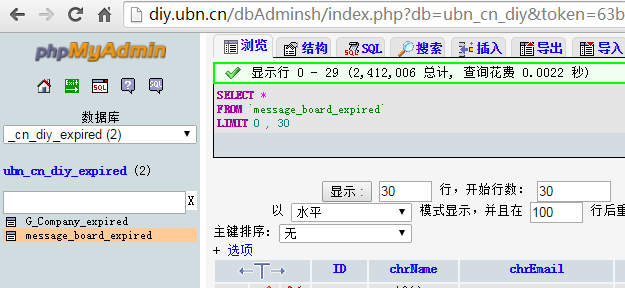 diy.ubn.cn/dbAdminsh/index.php?db=ubn_cn_diy&token=63b
phpMyAdmin
浏览 结构 SQL 搜索 插入 导出 导入
显示行 0 - 29 (2,412,006 总计, 查询花费 0.0022 秒)
SELECT *
FROM `message_board_expired`
LIMIT 0 , 30
数据库
_cn_diy_expired (2)
ubn_cn_diy_expired (2)
X
G_Company_expired
message_board_expired
显示 : 30 行，开始行数: 30
以 水平 模式显示，并且在 100 行后重
主键排序: 无
+ 选项
←T→ ID chrName chrEmail